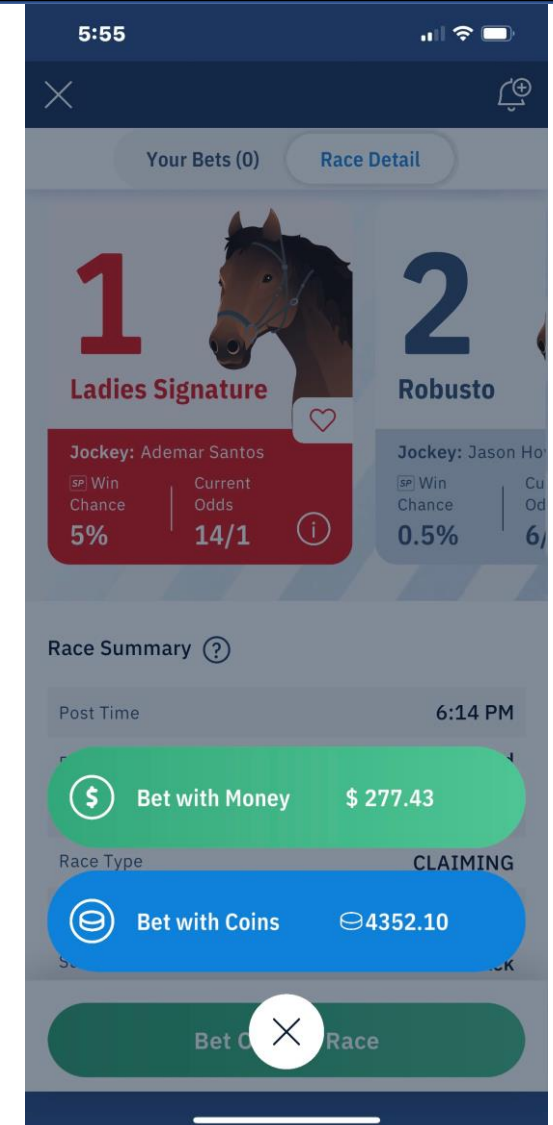 5:55
Your Bets (0) Race Detail
1 2
Ladies Signature Robusto
Jockey: Ademar Santos Jockey: Jason
SP Win Current SP Win
Chance Odds Chance
5% 14/1 0.5% 6/
Race Summary ?
Post Time 6:14 PM
$ Bet with Money $ 277.43
Race Type CLAIMING
Bet with Coins 4352.10
Bet Race